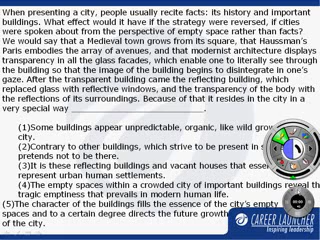 When presenting a city, people usually recite facts: its history and important
buildings. What effect would it have if the strategy were reversed, if cities
were spoken about from the perspective of empty space rather than facts?
We would say that a Medieval town grows from its square, that Haussman's
Paris embodies the array of avenues, and that modernist architecture displays
transparency in all the glass facades, which enable one to literally see through
the building so that the image of the building begins to disintegrate in one's
gaze. After the transparent building came the reflecting building, which
replaced glass with reflective windows, and the transparency of the body with
the reflections of its surroundings. Because of that it resides in the city in a
very special way ____________________________.
(1)Some buildings appear unpredictable, organic, like wild grow
city.
(2)Contrary to other buildings, which strive to be present in s
pretends not to be there.
(3)It is these reflecting buildings and vacant houses that esse
represent urban human settlements.
(4)The empty spaces within a crowded city of important buildings reveal th
tragic emptiness that prevails in modern human life.
(5)The character of the buildings fills the essence of the city's empty
spaces and to a certain degree directs the future growth
of the city.
CAREER LAUNCHER
Inspiring leadership